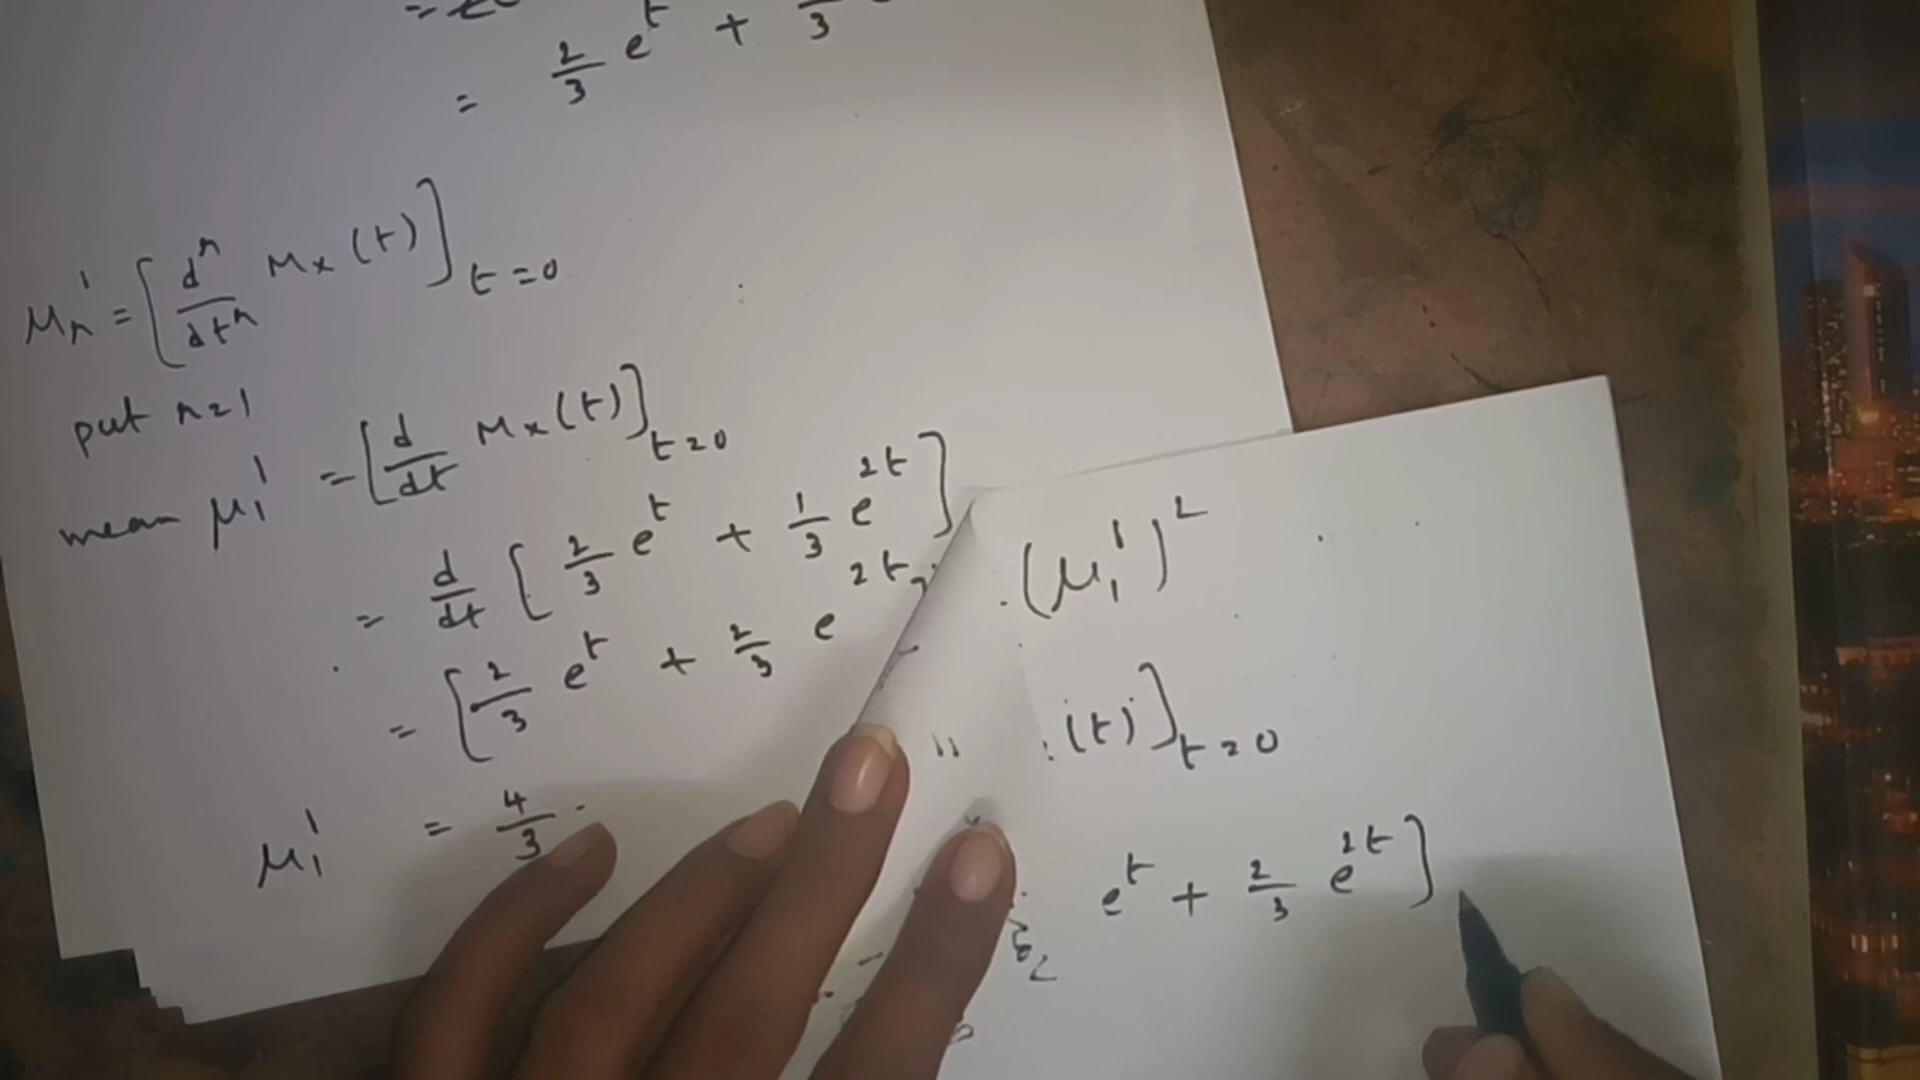 = 2/3 e^t + /3
μ_r' = [d^r/dt^r M_x(t)]_{t=0}
put r=1
mean μ_1' = [d/dt M_x(t)]_{t=0}
= d/dt [2/3 e^t + 1/3 e^{2t}]
= [2/3 e^t + 2/3 e^{2t}
μ_1' = 4/3.
(μ_1')^2
(t)]_{t=0}
e^t + 2/3 e^{2t}]